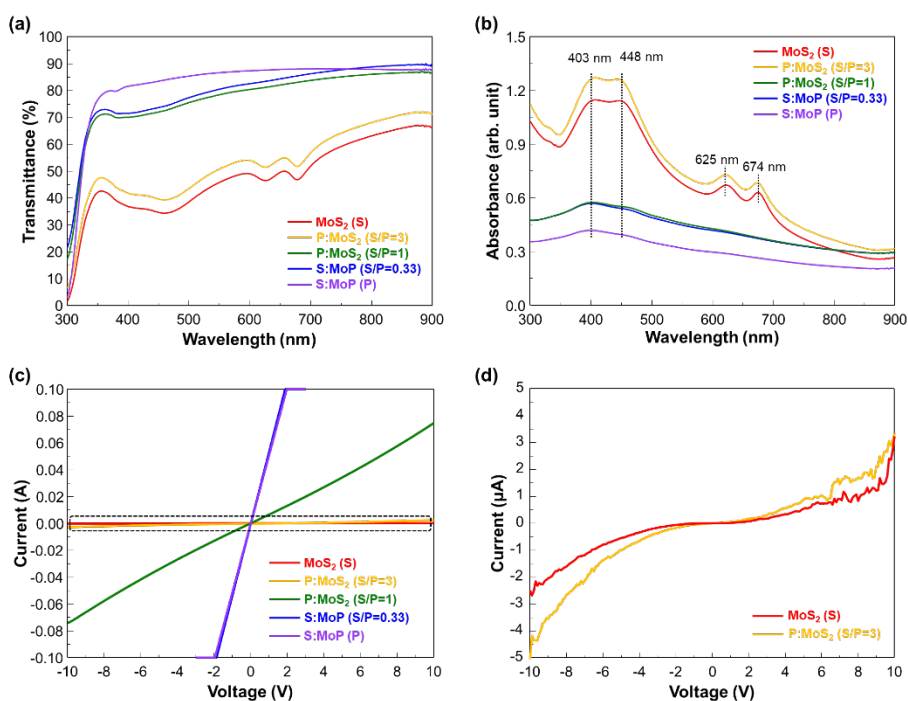 (a)
100
90
80
70
60
50
40
30
20
10
0
Transmittance (%)
MoS₂ (S)
P:MoS₂ (S/P=3)
P:MoS₂ (S/P=1)
S:MoP (S/P=0.33)
S:MoP (P)
300 400 500 600 700 800 900
Wavelength (nm)
(b)
1.5
1.2
0.9
0.6
0.3
0.0
Absorbance (arb. unit)
403 nm 448 nm
625 nm 674 nm
MoS₂ (S)
P:MoS₂ (S/P=3)
P:MoS₂ (S/P=1)
S:MoP (S/P=0.33)
S:MoP (P)
300 400 500 600 700 800 900
Wavelength (nm)
(c)
0.10
0.08
0.06
0.04
0.02
0.00
-0.02
-0.04
-0.06
-0.08
-0.10
Current (A)
MoS₂ (S)
P:MoS₂ (S/P=3)
P:MoS₂ (S/P=1)
S:MoP (S/P=0.33)
S:MoP (P)
-10 -8 -6 -4 -2 0 2 4 6 8 10
Voltage (V)
(d)
5
4
3
2
1
0
-1
-2
-3
-4
5
Current (µA)
MoS₂ (S)
P:MoS₂ (S/P=3)
-10 -8 -6 -4 -2 0 2 4 6 8 10
Voltage (V)